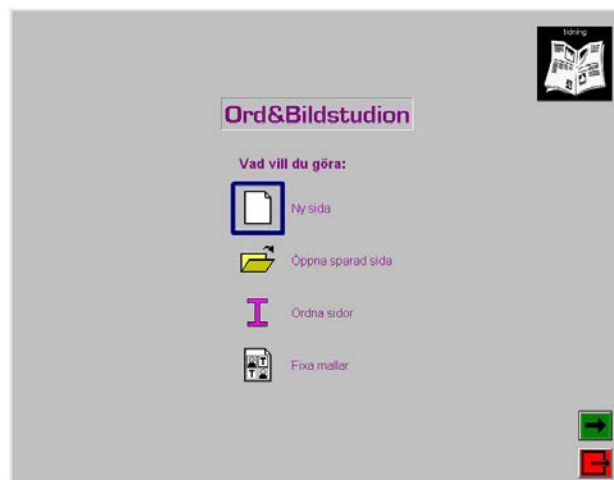 tidning
Ord&Bildstudion
Vad vill du göra:
Ny sida
Öppna sparad sida
Ordna sidor
Fixa mallar